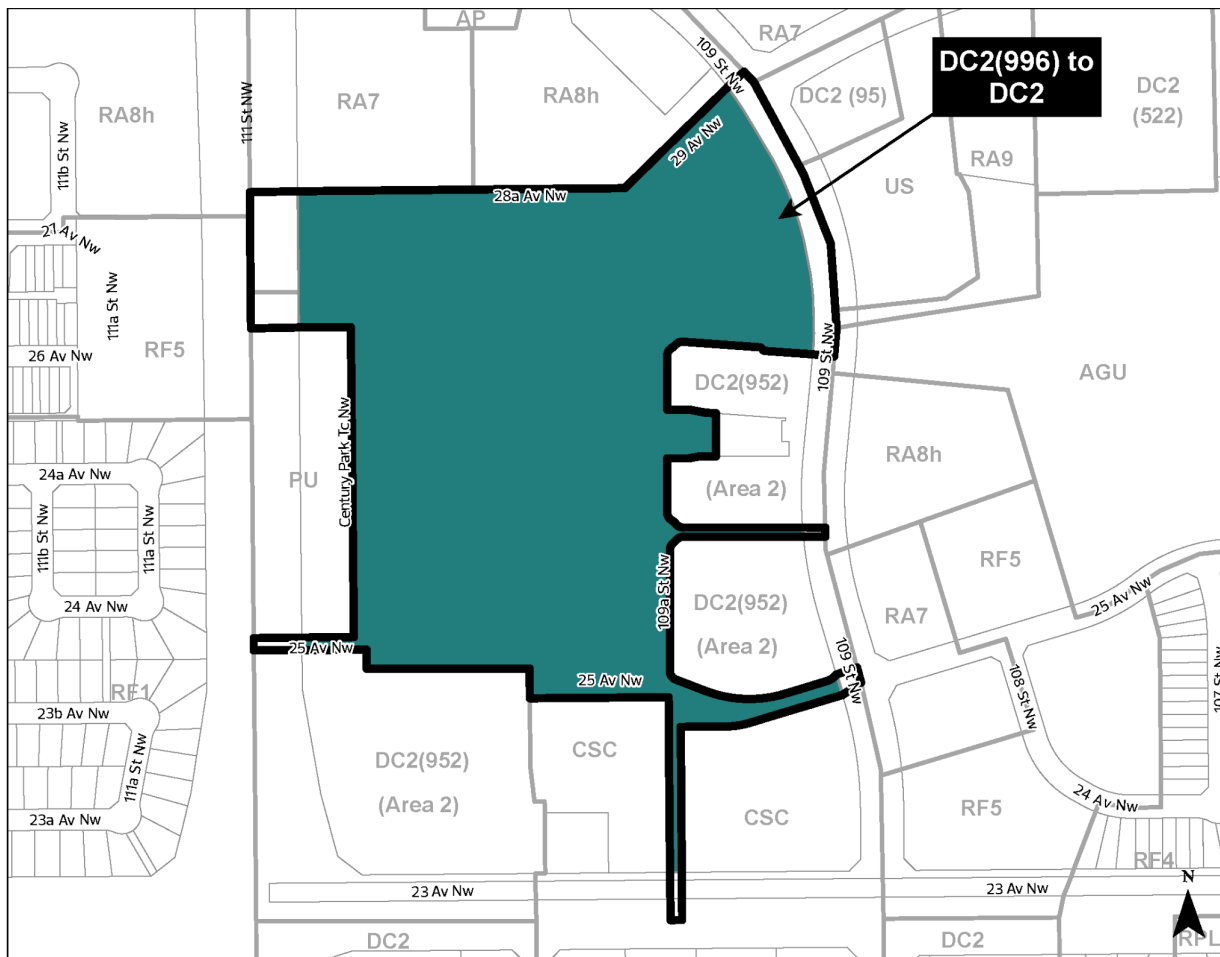 AP
RA7
109 St Nw
DC2(996) to
DC2
RA8h
111 St NW
RA7
RA8h
DC2 (95)
DC2
(522)
111b St Nw
29 Av Nw
RA9
US
28a Av Nw
27 Av Nw
111a St Nw
26 Av Nw
RF5
109 St Nw
DC2(952)
AGU
Century Park Tc Nw
24a Av Nw
PU
RA8h
(Area 2)
111b St Nw
111a St Nw
RF5
24 Av Nw
109a St Nw
DC2(952)
25 Av Nw
RA7
25 Av Nw
(Area 2)
109 St Nw
RF1
25 Av Nw
108 St Nw
107 St Nw
23b Av Nw
CSC
DC2(952)
111a St Nw
(Area 2)
24 Av Nw
23a Av Nw
CSC
RF5
RF4
N
23 Av Nw
23 Av Nw
DC2
DC2
RPL